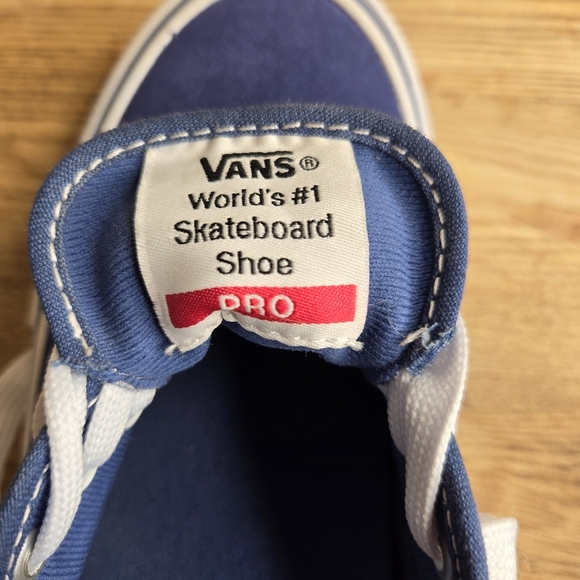 VANS®
World's #1
Skateboard
Shoe
PRO